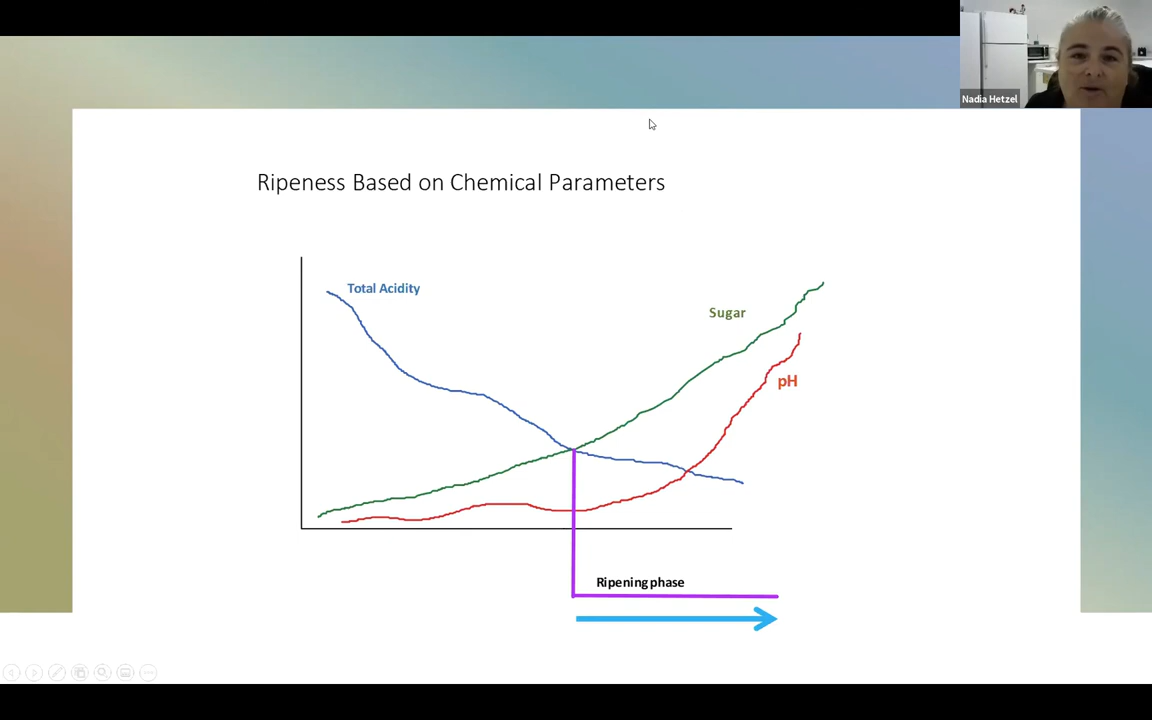 Nadia Hetzel
Ripeness Based on Chemical Parameters
Total Acidity
Sugar
pH
Ripening phase